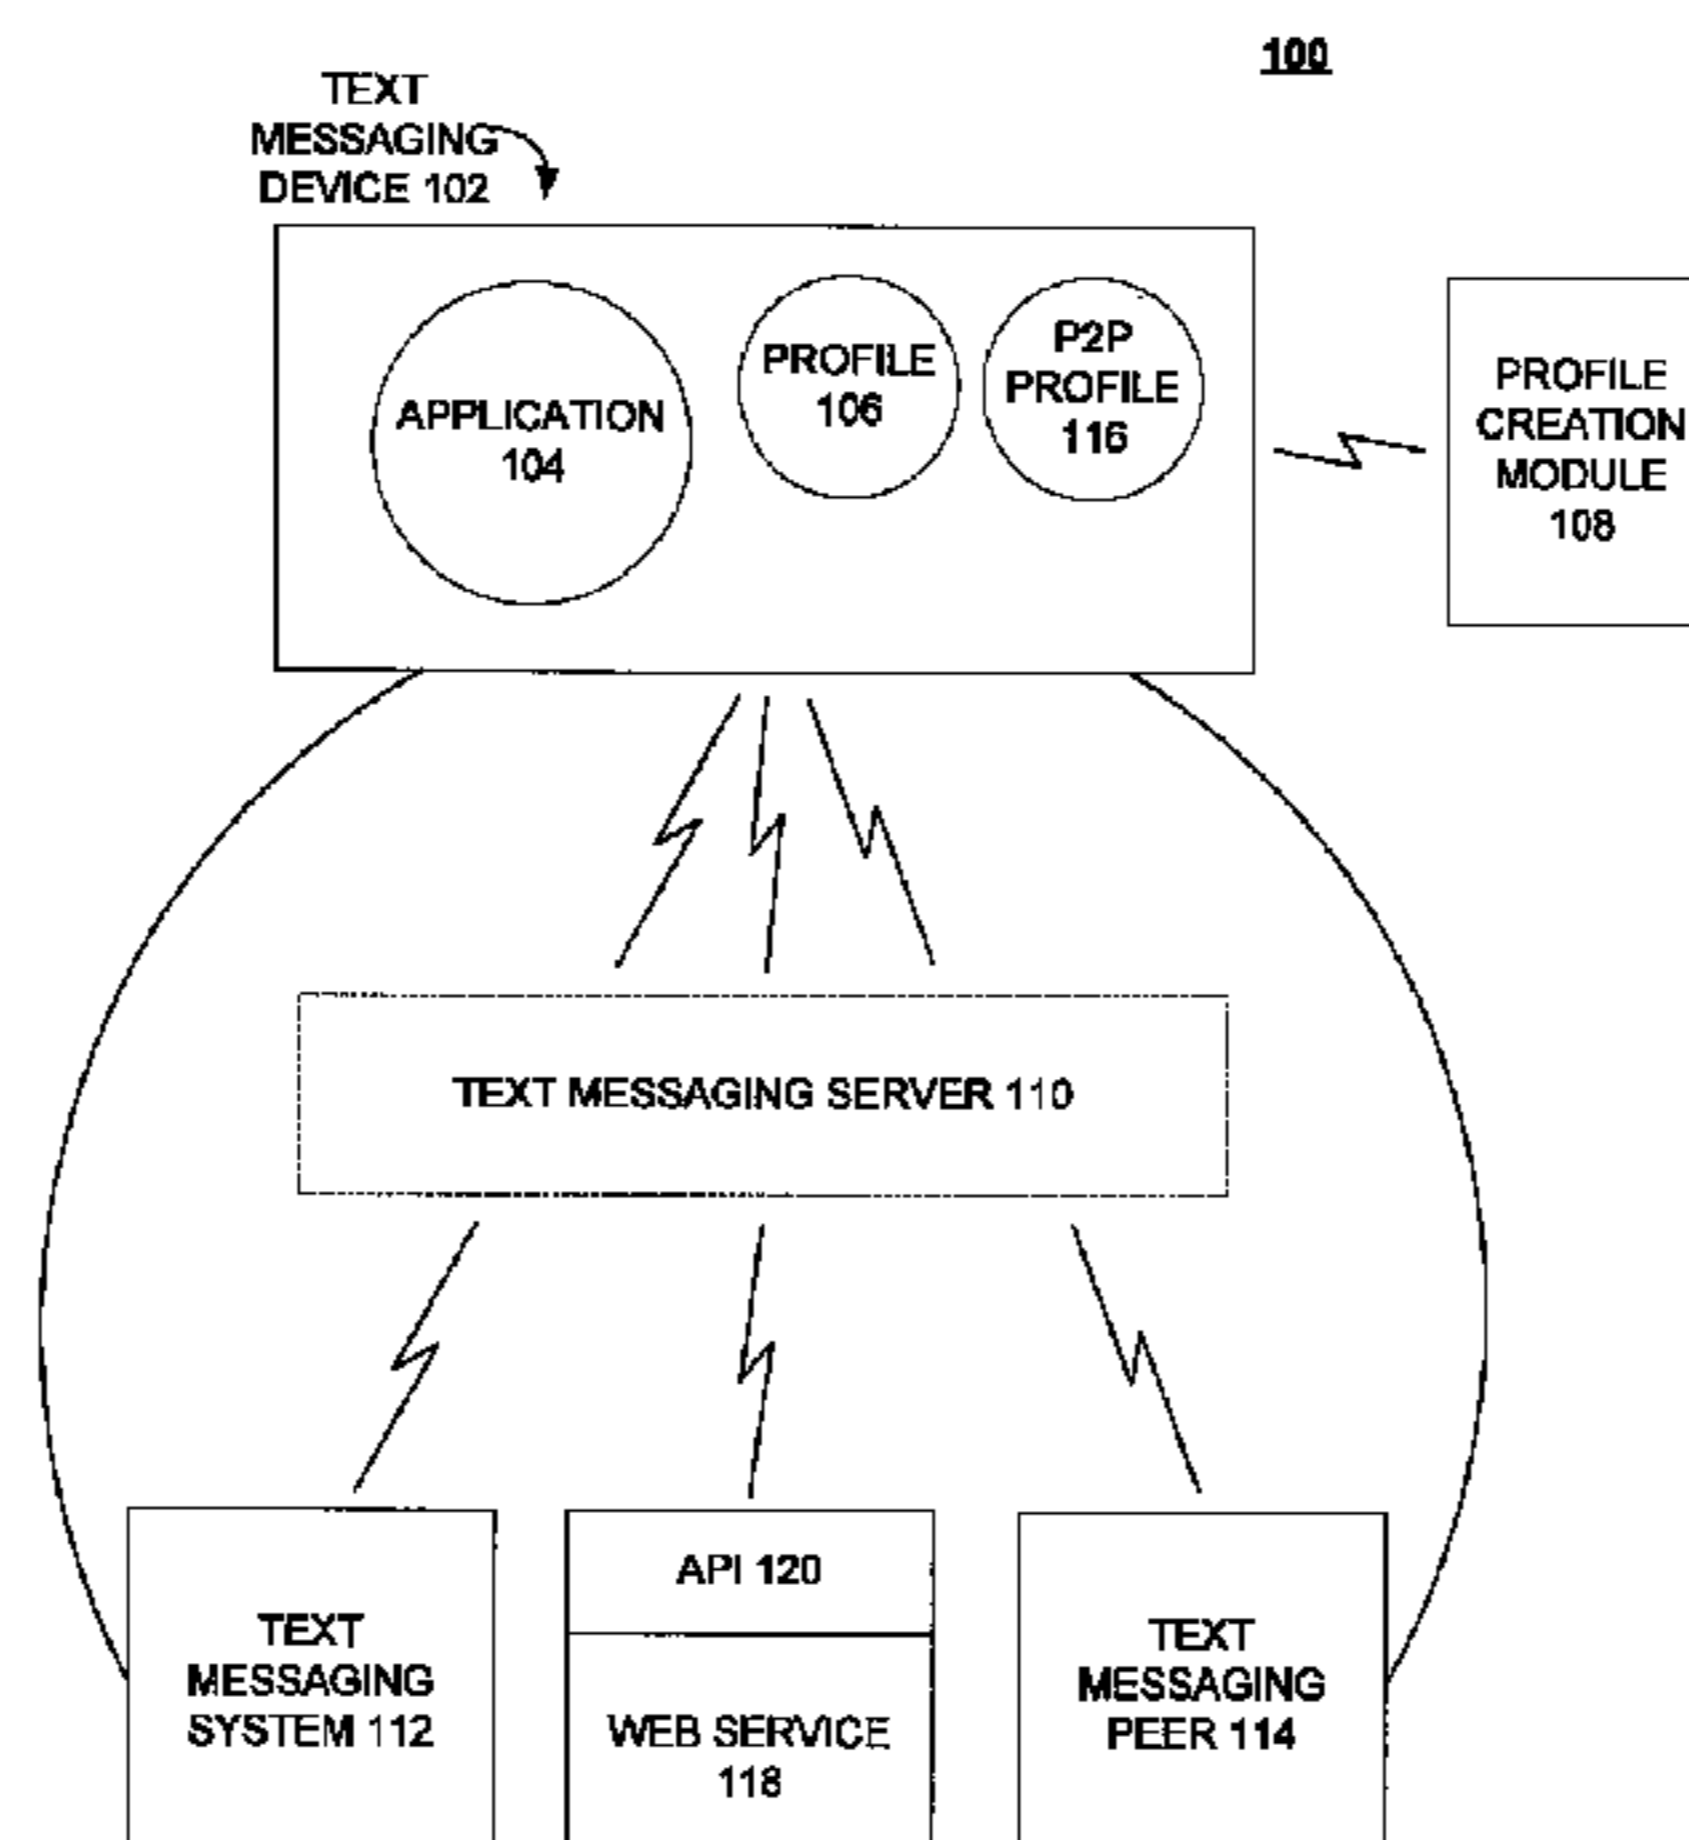 100
TEXT
MESSAGING
DEVICE 102
APPLICATION
104
PROFILE
106
P2P
PROFILE
116
PROFILE
CREATION
MODULE
108
TEXT MESSAGING SERVER 110
TEXT
MESSAGING
SYSTEM 112
API 120
WEB SERVICE
118
TEXT
MESSAGING
PEER 114